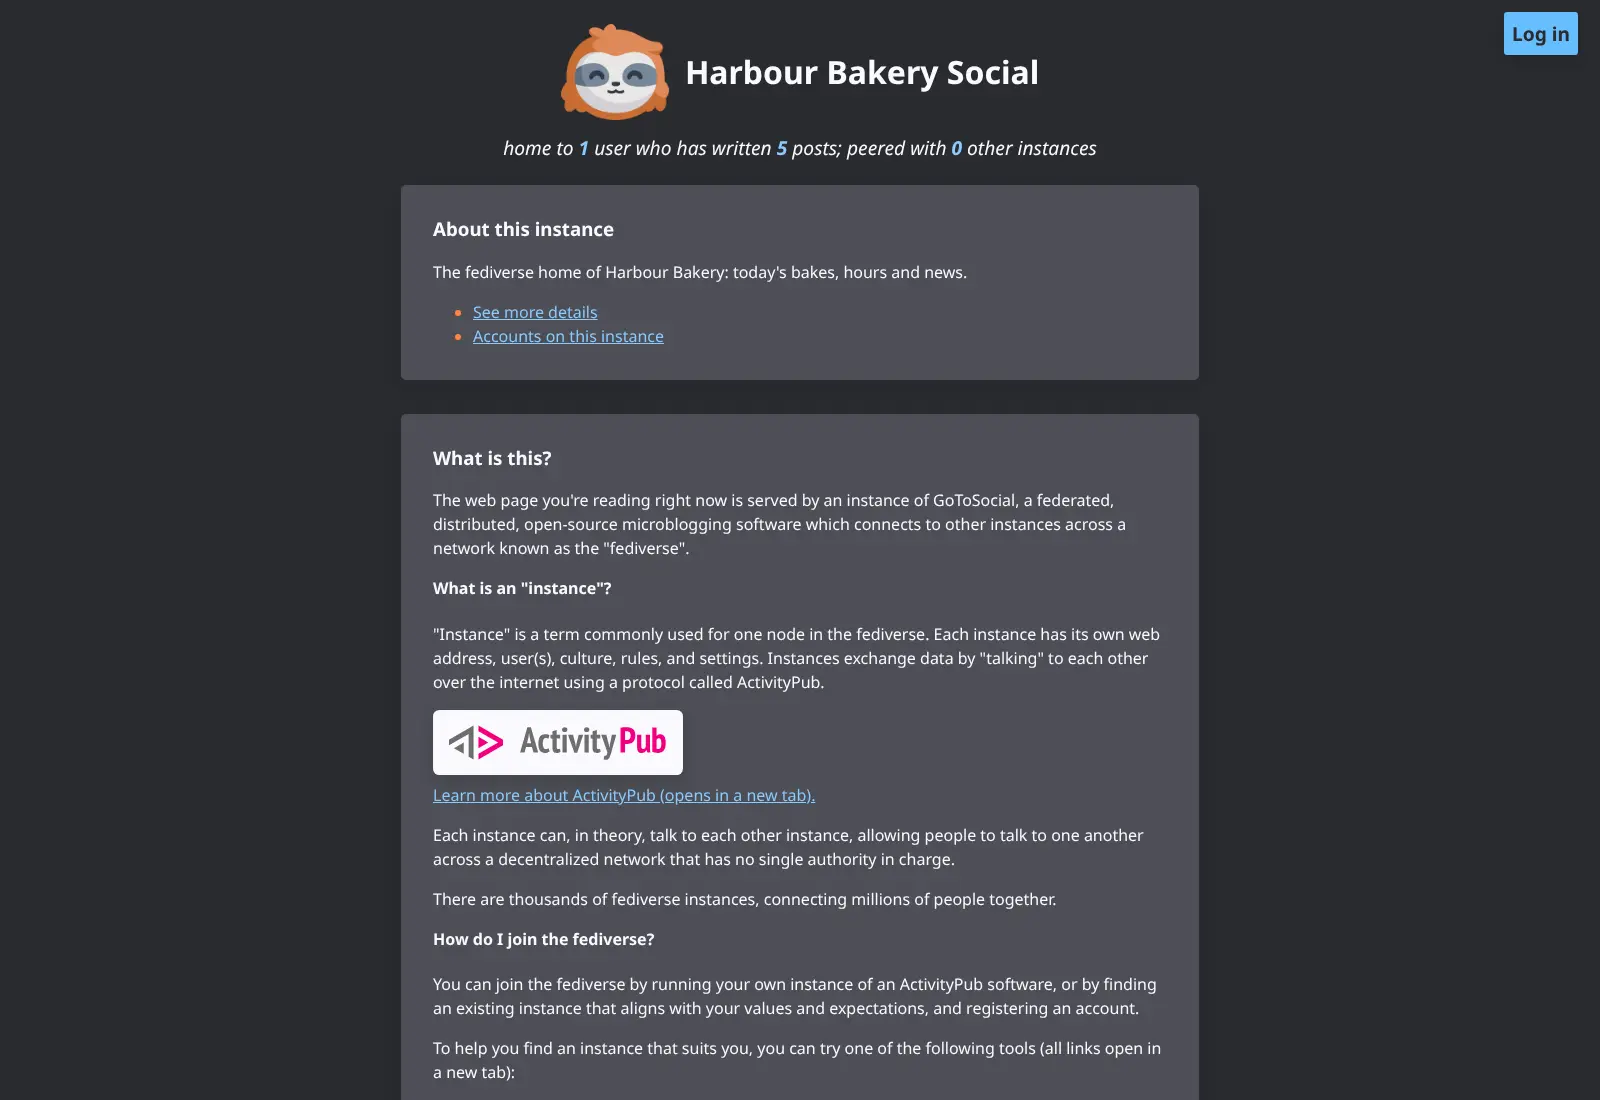 Log in
Harbour Bakery Social
home to 1 user who has written 5 posts; peered with 0 other instances
About this instance
The fediverse home of Harbour Bakery: today's bakes, hours and news.
See more details
Accounts on this instance
What is this?
The web page you're reading right now is served by an instance of GoToSocial, a federated,
distributed, open-source microblogging software which connects to other instances across a
network known as the "fediverse".
What is an "instance"?
"Instance" is a term commonly used for one node in the fediverse. Each instance has its own web
address, user(s), culture, rules, and settings. Instances exchange data by "talking" to each other
over the internet using a protocol called ActivityPub.
ActivityPub
Learn more about ActivityPub (opens in a new tab).
Each instance can, in theory, talk to each other instance, allowing people to talk to one another
across a decentralized network that has no single authority in charge.
There are thousands of fediverse instances, connecting millions of people together.
How do I join the fediverse?
You can join the fediverse by running your own instance of an ActivityPub software, or by finding
an existing instance that aligns with your values and expectations, and registering an account.
To help you find an instance that suits you, you can try one of the following tools (all links open in
a new tab):